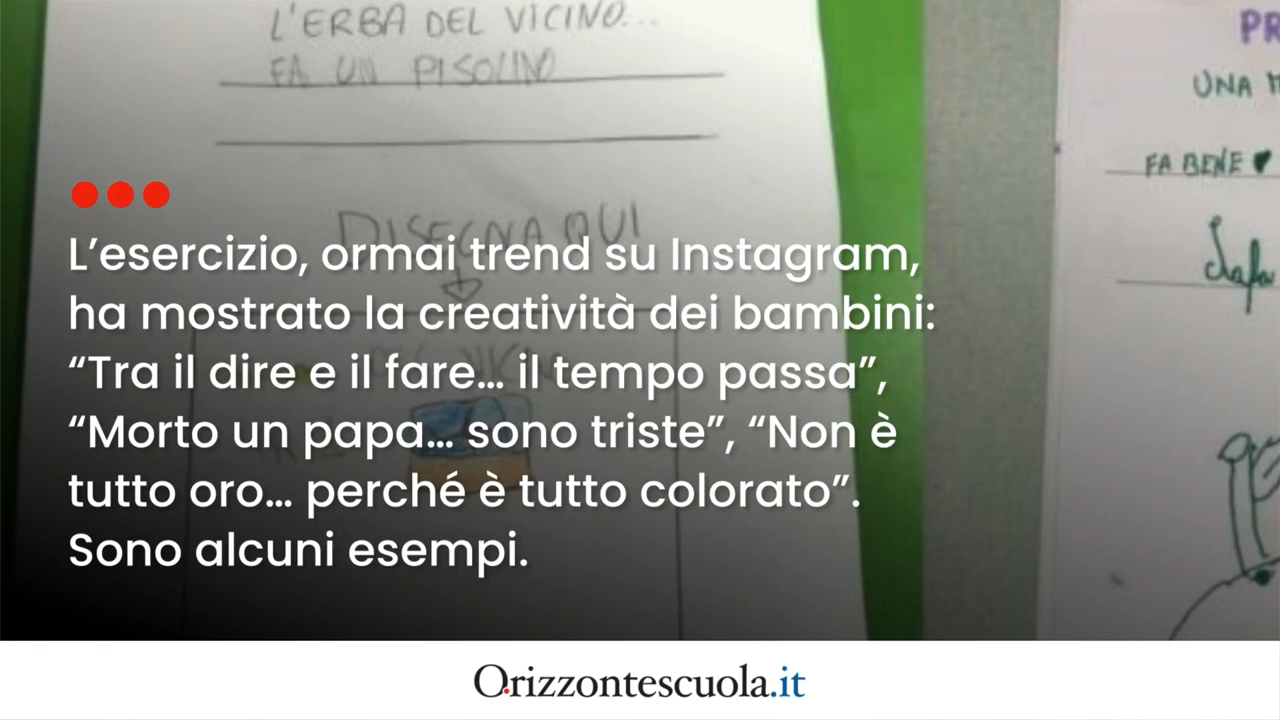 L'ERBA DEL VICINO...
FA UN PISOLINO
DISEGNA QUI
PR
UNA
FA BENE
L’esercizio, ormai trend su Instagram,
ha mostrato la creatività dei bambini:
“Tra il dire e il fare... il tempo passa”,
“Morto un papa... sono triste”, “Non è
tutto oro... perché è tutto colorato”.
Sono alcuni esempi.
Orizzontescuola.it